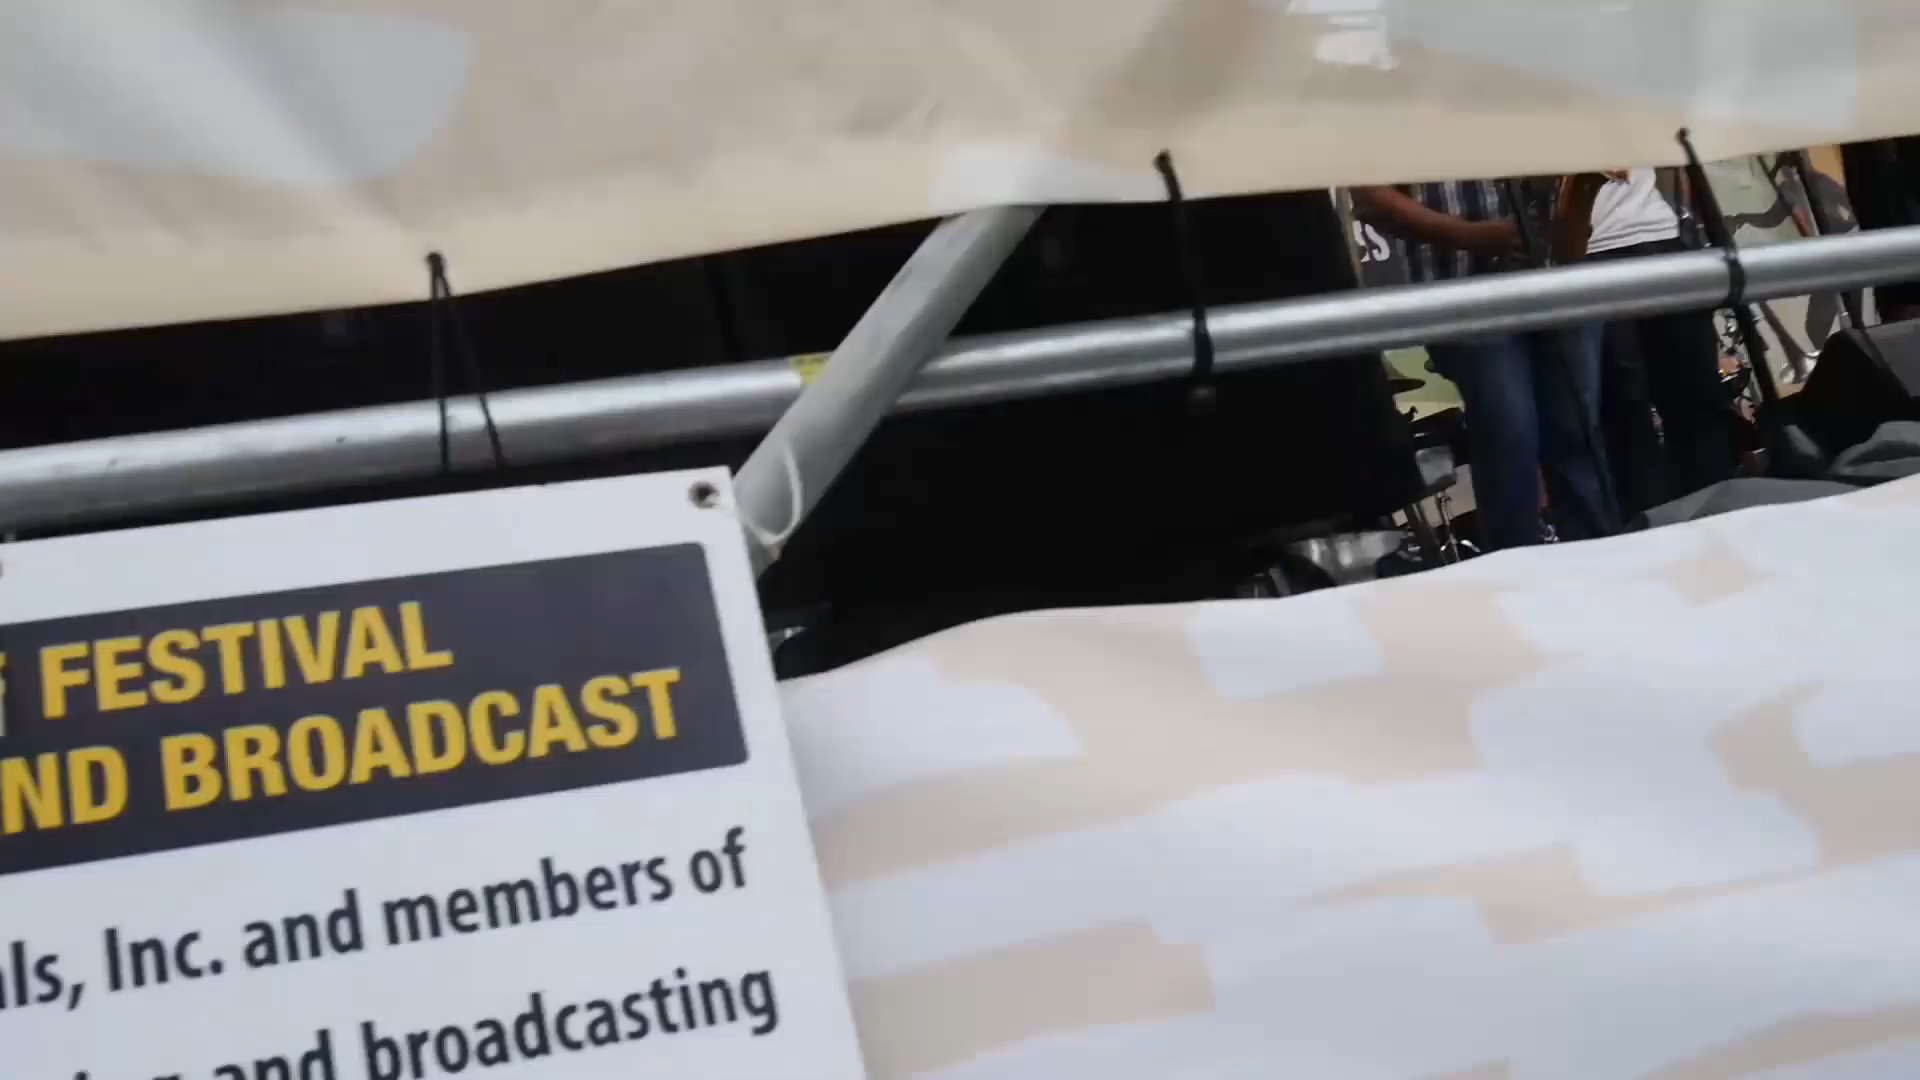 FESTIVAL
ND BROADCAST
ls, Inc. and members of
and broadcasting